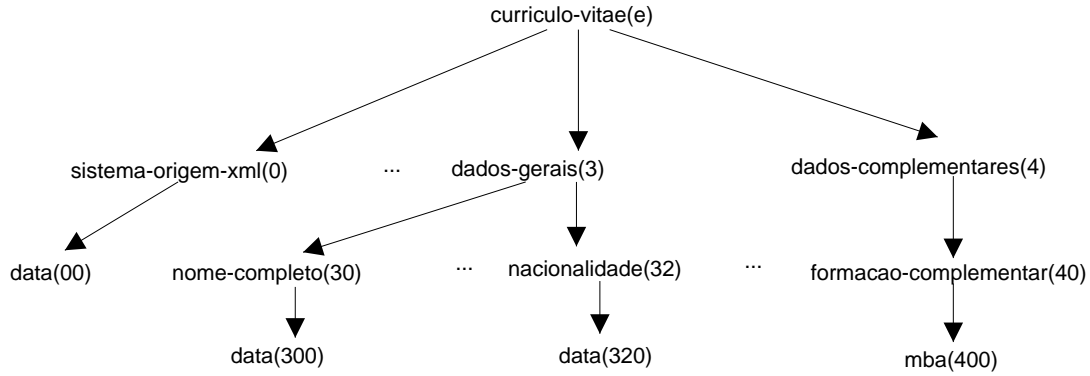 curriculo-vitae(e)
sistema-origem-xml(0) ... dados-gerais(3) dados-complementares(4)
data(00) nome-completo(30) ... nacionalidade(32) ... formacao-complementar(40)
data(300) data(320) mba(400)